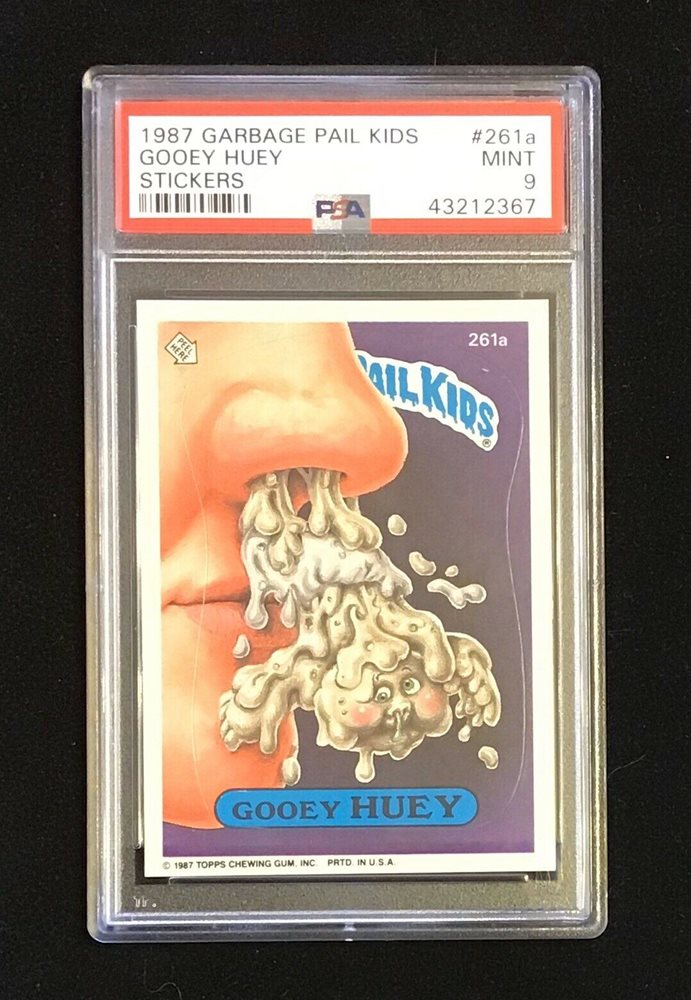 1987 GARBAGE PAIL KIDS #261a
GOOEY HUEY MINT
STICKERS 9
PSA 43212367
PEEL
HERE
261a
AIL KIDS
®
GOOEY HUEY
© 1987 TOPPS CHEWING GUM, INC. PRTD. IN U.S.A.